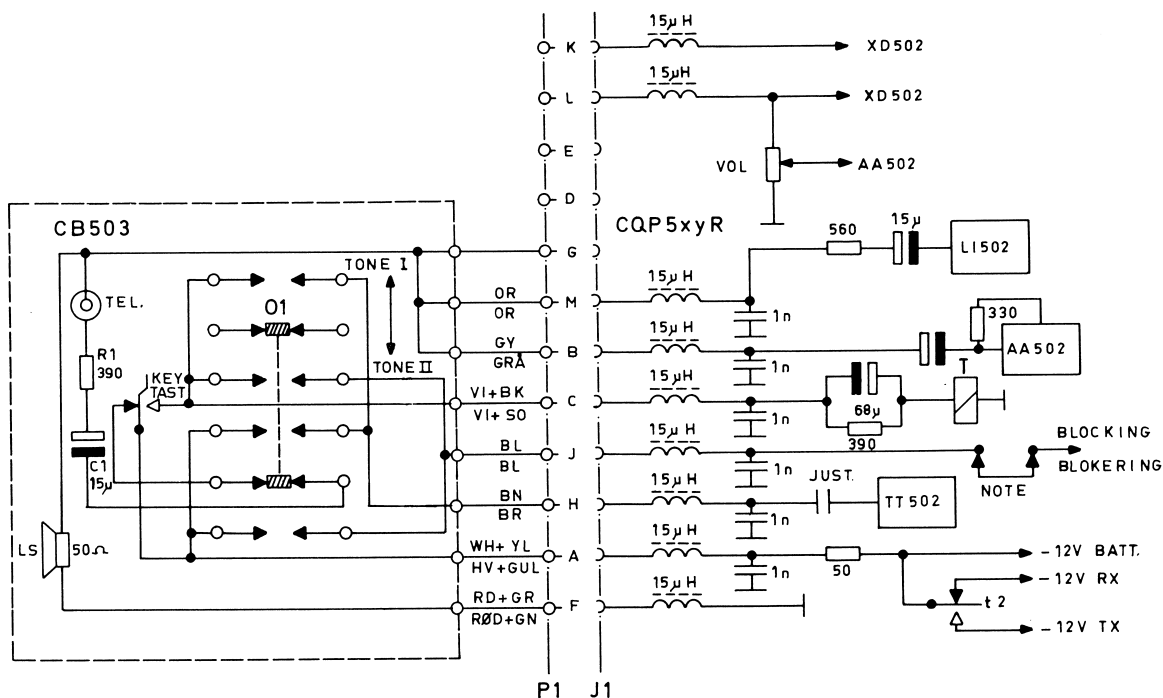 15µH
K
XD502
15µH
L
XD502
E
VOL
AA502
D
CB503
CQP5xyR
G
560
15µ
LI502
TONE I
TEL.
OR
M
OR
15µH
1n
O1
330
R1
390
TONE II
GY
B
GRÅ
15µH
1n
AA502
T
KEY
TAST
VI+BK
C
VI+SO
15µH
1n
68µ
390
C1
15µ
BL
J
BL
15µH
1n
BLOCKING
BLOKERING
NOTE
BN
H
BR
15µH
1n
JUST.
TT502
LS
50Ω
WH+YL
A
HV+GUL
15µH
1n
50
-12V BATT.
-12V RX
t2
-12V TX
RD+GR
F
RØD+GN
15µH
P1
J1